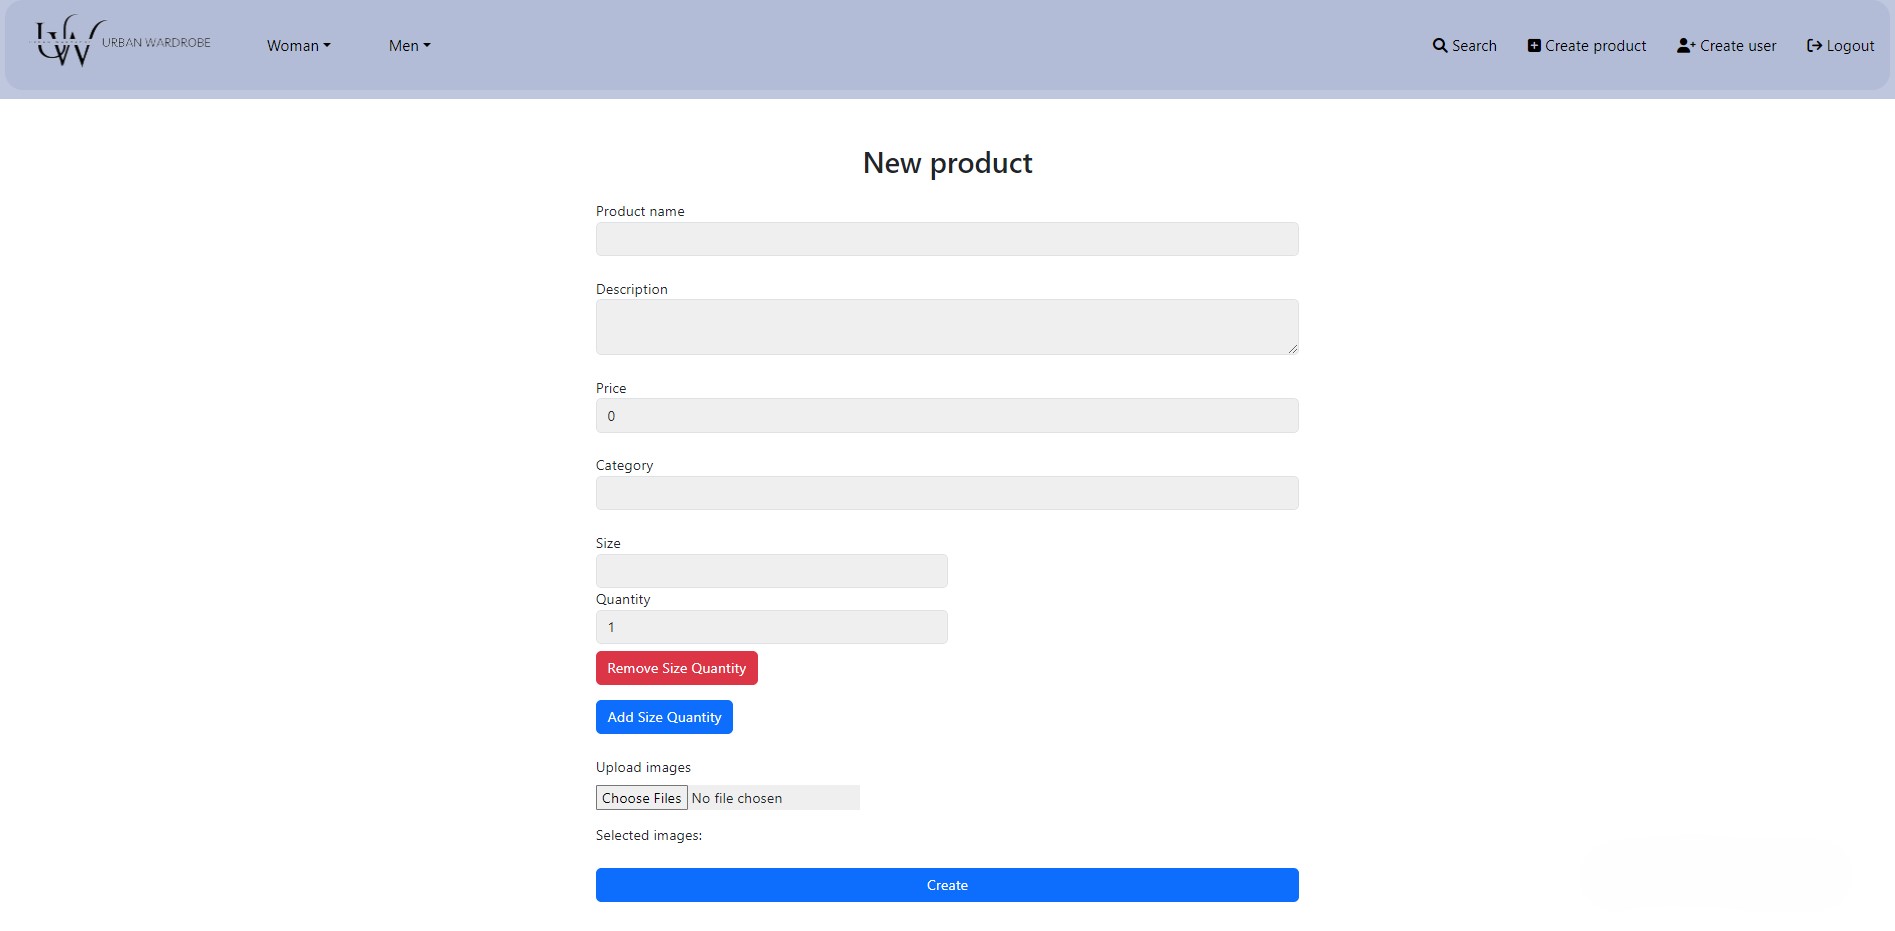 UW URBAN WARDROBE Woman Men Search Create product Create user Logout
New product
Product name
Description
Price
0
Category
Size
Quantity
1
Remove Size Quantity
Add Size Quantity
Upload images
Choose Files No file chosen
Selected images:
Create